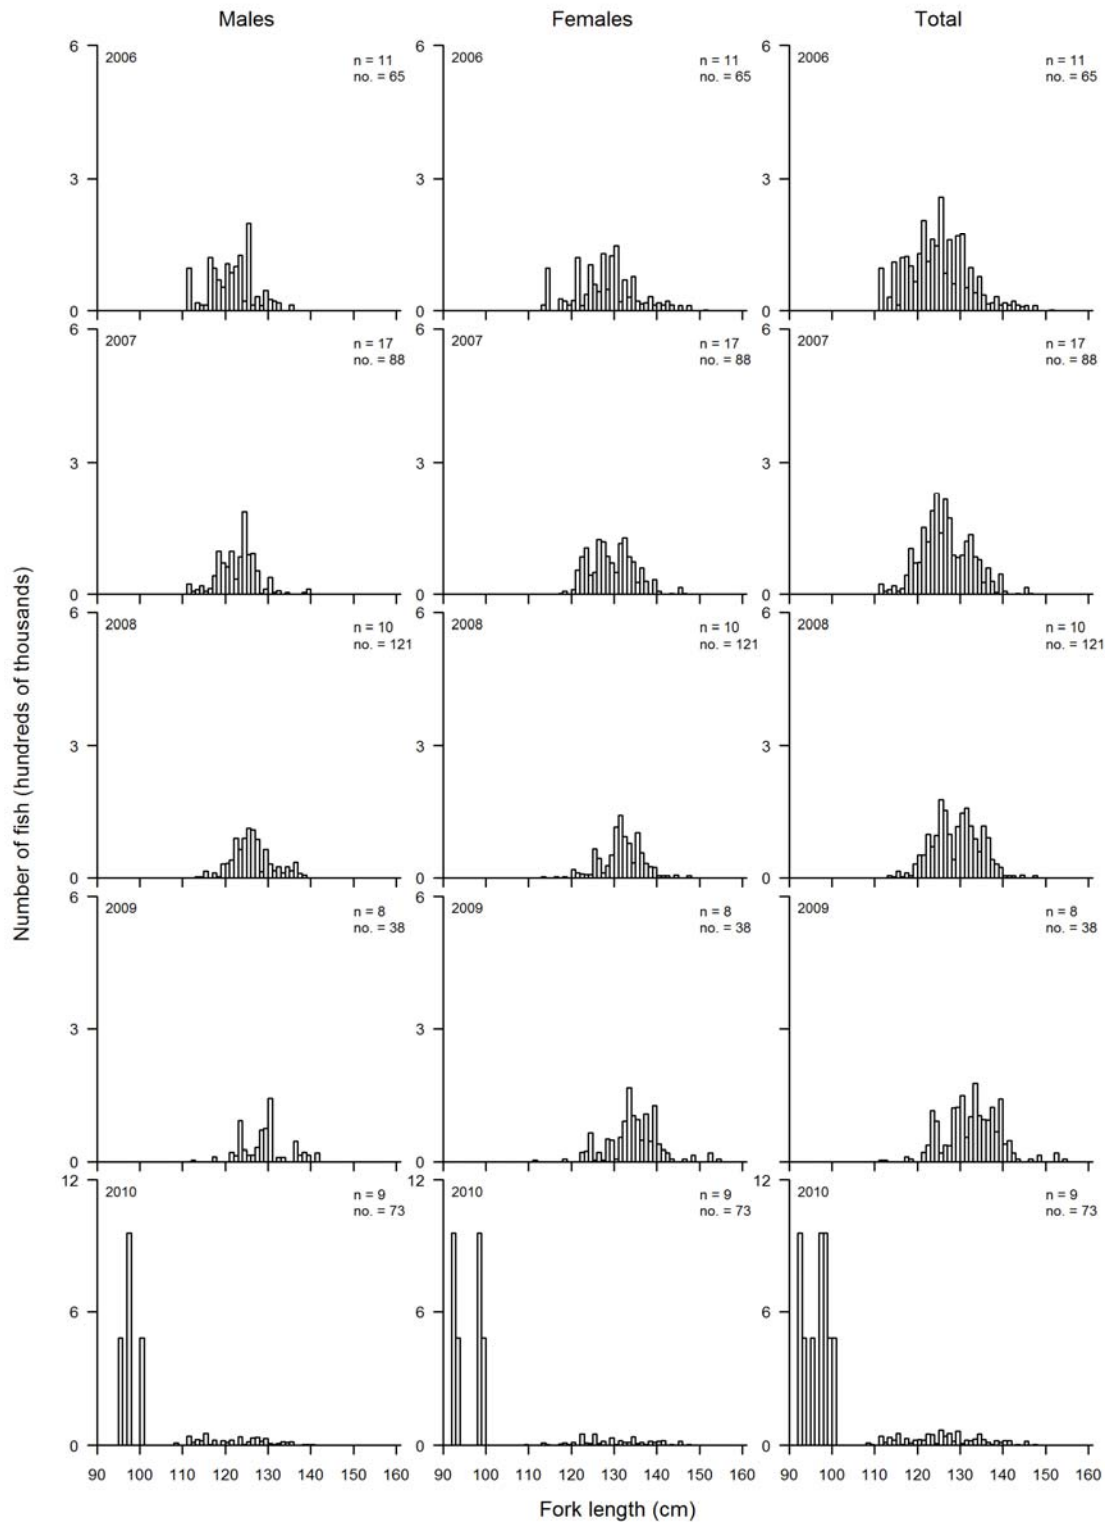 Males Females Total
6 2006 n = 11 6 2006 n = 11 6 2006 n = 11
no. = 65 no. = 65 no. = 65
3 3 3
0 0 0
6 2007 n = 17 6 2007 n = 17 6 2007 n = 17
no. = 88 no. = 88 no. = 88
3 3 3
0 0 0
6 2008 n = 10 6 2008 n = 10 6 2008 n = 10
no. = 121 no. = 121 no. = 121
3 3 3
Number of fish (hundreds of thousands)
0 0 0
6 2009 n = 8 6 2009 n = 8 2009 n = 8
no. = 38 no. = 38 no. = 38
3 3
0 0 0
12 2010 n = 9 12 2010 n = 9 12 2010 n = 9
no. = 73 no. = 73 no. = 73
6 6 6
0 0 0
90 100 110 120 130 140 150 160 90 100 110 120 130 140 150 160 90 100 110 120 130 140 150 160
Fork length (cm)